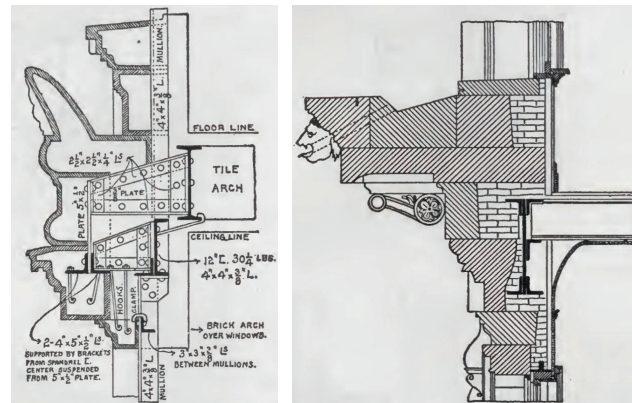 MULLION L.
4"x4"x3/8" L.
FLOOR LINE
2½"x2½"x¼" Ls
TILE
ARCH
PLATE
PLATE 5"x½"
CEILING LINE
12" [. 30¼ LBS.
4"x4"x3/8" L.
HOOKS.
CLAMP.
BRICK ARCH
OVER WINDOWS.
2-4"x5"x½" Ls
SUPPORTED BY BRACKETS
FROM SPANDREL [.
CENTER SUSPENDED
FROM 5"x½" PLATE.
3"x3"x3/8" Ls
BETWEEN MULLIONS.
4"x4"x3/8" L
MULLION